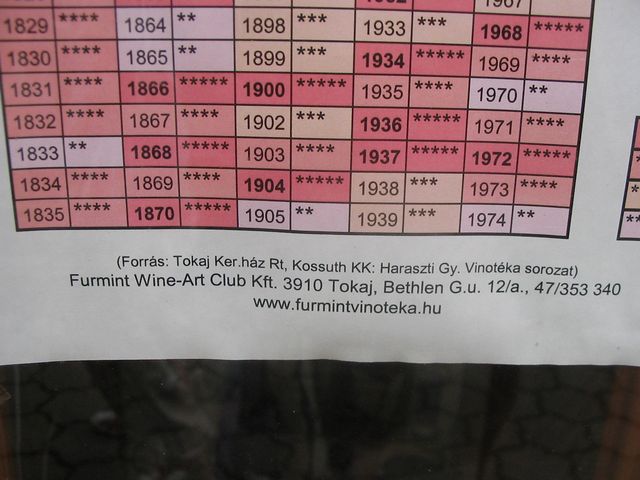 1829 **** 1864 ** 1898 *** 1933 *** 1968 *****
1830 **** 1865 ** 1899 *** 1934 ***** 1969 ****
1831 **** 1866 ***** 1900 ***** 1935 **** 1970 **
1832 **** 1867 **** 1902 *** 1936 ***** 1971 ****
1833 ** 1868 ***** 1903 **** 1937 ***** 1972 *****
1834 **** 1869 **** 1904 ***** 1938 *** 1973 ****
1835 **** 1870 ***** 1905 ** 1939 *** 1974 **
(Forrás: Tokaj Ker.ház Rt, Kossuth KK: Haraszti Gy. Vinotéka sorozat)
Furmint Wine-Art Club Kft. 3910 Tokaj, Bethlen G.u. 12/a., 47/353 340
www.furmintvinoteka.hu